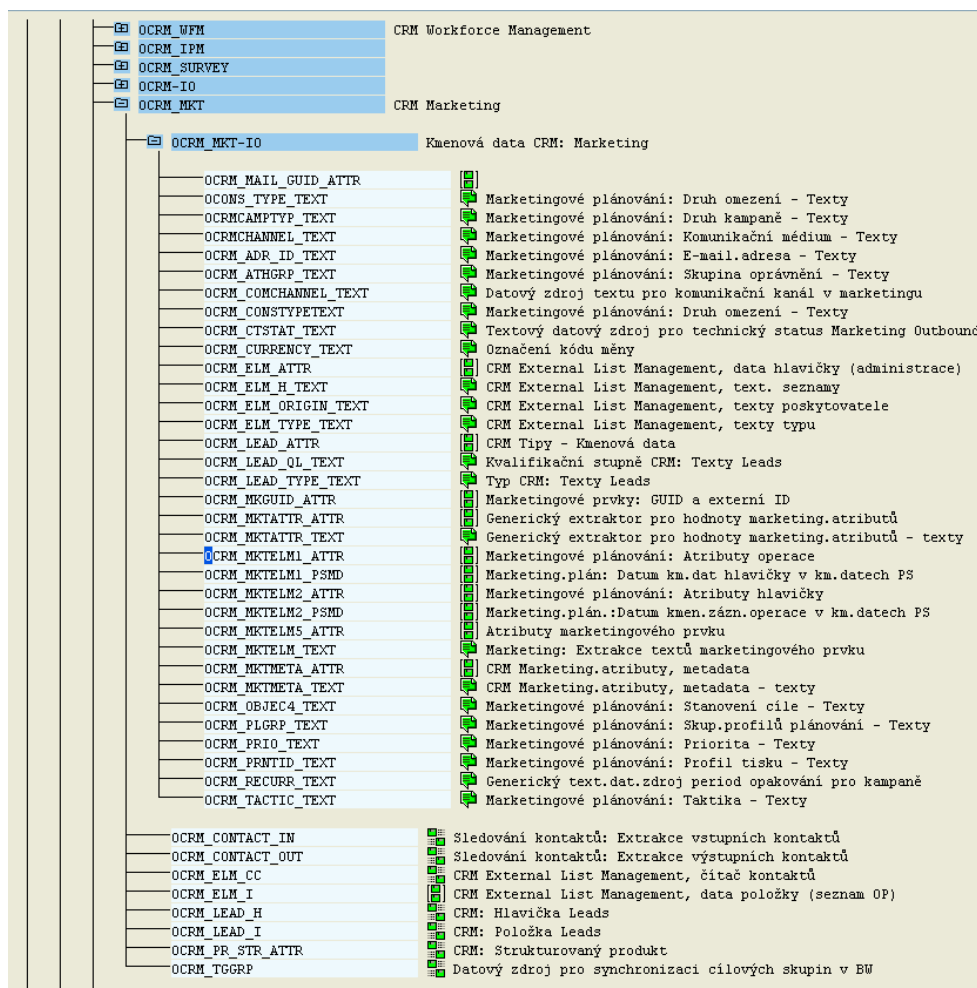 0CRM_WFM CRM Workforce Management
0CRM_IPM
0CRM_SURVEY
0CRM-IO
0CRM_MKT CRM Marketing
0CRM_MKT-IO Kmenová data CRM: Marketing
0CRM_MAIL_GUID_ATTR
0CONS_TYPE_TEXT Marketingové plánování: Druh omezení - Texty
0CRMCAMPTYP_TEXT Marketingové plánování: Druh kampaně - Texty
0CRMCHANNEL_TEXT Marketingové plánování: Komunikační médium - Texty
0CRM_ADR_ID_TEXT Marketingové plánování: E-mail.adresa - Texty
0CRM_ATHGRP_TEXT Marketingové plánování: Skupina oprávnění - Texty
0CRM_COMCHANNEL_TEXT Datový zdroj textu pro komunikační kanál v marketingu
0CRM_CONSTYPETEXT Marketingové plánování: Druh omezení - Texty
0CRM_CTSTAT_TEXT Textový datový zdroj pro technický status Marketing Outbound
0CRM_CURRENCY_TEXT Označení kódu měny
0CRM_ELM_ATTR CRM External List Management, data hlavičky (administrace)
0CRM_ELM_H_TEXT CRM External List Management, text. seznamy
0CRM_ELM_ORIGIN_TEXT CRM External List Management, texty poskytovatele
0CRM_ELM_TYPE_TEXT CRM External List Management, texty typu
0CRM_LEAD_ATTR CRM Tipy - Kmenová data
0CRM_LEAD_QL_TEXT Kvalifikační stupně CRM: Texty Leads
0CRM_LEAD_TYPE_TEXT Typ CRM: Texty Leads
0CRM_MKGUID_ATTR Marketingové prvky: GUID a externí ID
0CRM_MKTATTR_ATTR Generický extraktor pro hodnoty marketing.atributů
0CRM_MKTATTR_TEXT Generický extraktor pro hodnoty marketing.atributů - texty
0CRM_MKTELM1_ATTR Marketingové plánování: Atributy operace
0CRM_MKTELM1_PSMD Marketing.plán: Datum km.dat hlavičky v km.datech PS
0CRM_MKTELM2_ATTR Marketingové plánování: Atributy hlavičky
0CRM_MKTELM2_PSMD Marketing.plán.:Datum kmen.zázn.operace v km.datech PS
0CRM_MKTELM5_ATTR Atributy marketingového prvku
0CRM_MKTELM_TEXT Marketing: Extrakce textů marketingového prvku
0CRM_MKTMETA_ATTR CRM Marketing.atributy, metadata
0CRM_MKTMETA_TEXT CRM Marketing.atributy, metadata - texty
0CRM_OBJEC4_TEXT Marketingové plánování: Stanovení cíle - Texty
0CRM_PLGRP_TEXT Marketingové plánování: Skup.profilů plánování - Texty
0CRM_PRIO_TEXT Marketingové plánování: Priorita - Texty
0CRM_PRNTID_TEXT Marketingové plánování: Profil tisku - Texty
0CRM_RECURR_TEXT Generický text.dat.zdroj period opakování pro kampaně
0CRM_TACTIC_TEXT Marketingové plánování: Taktika - Texty
0CRM_CONTACT_IN Sledování kontaktů: Extrakce vstupních kontaktů
0CRM_CONTACT_OUT Sledování kontaktů: Extrakce výstupních kontaktů
0CRM_ELM_CC CRM External List Management, čítač kontaktů
0CRM_ELM_I CRM External List Management, data položky (seznam OP)
0CRM_LEAD_H CRM: Hlavička Leads
0CRM_LEAD_I CRM: Položka Leads
0CRM_PR_STR_ATTR CRM: Strukturovaný produkt
0CRM_TGGRP Datový zdroj pro synchronizaci cílových skupin v BW